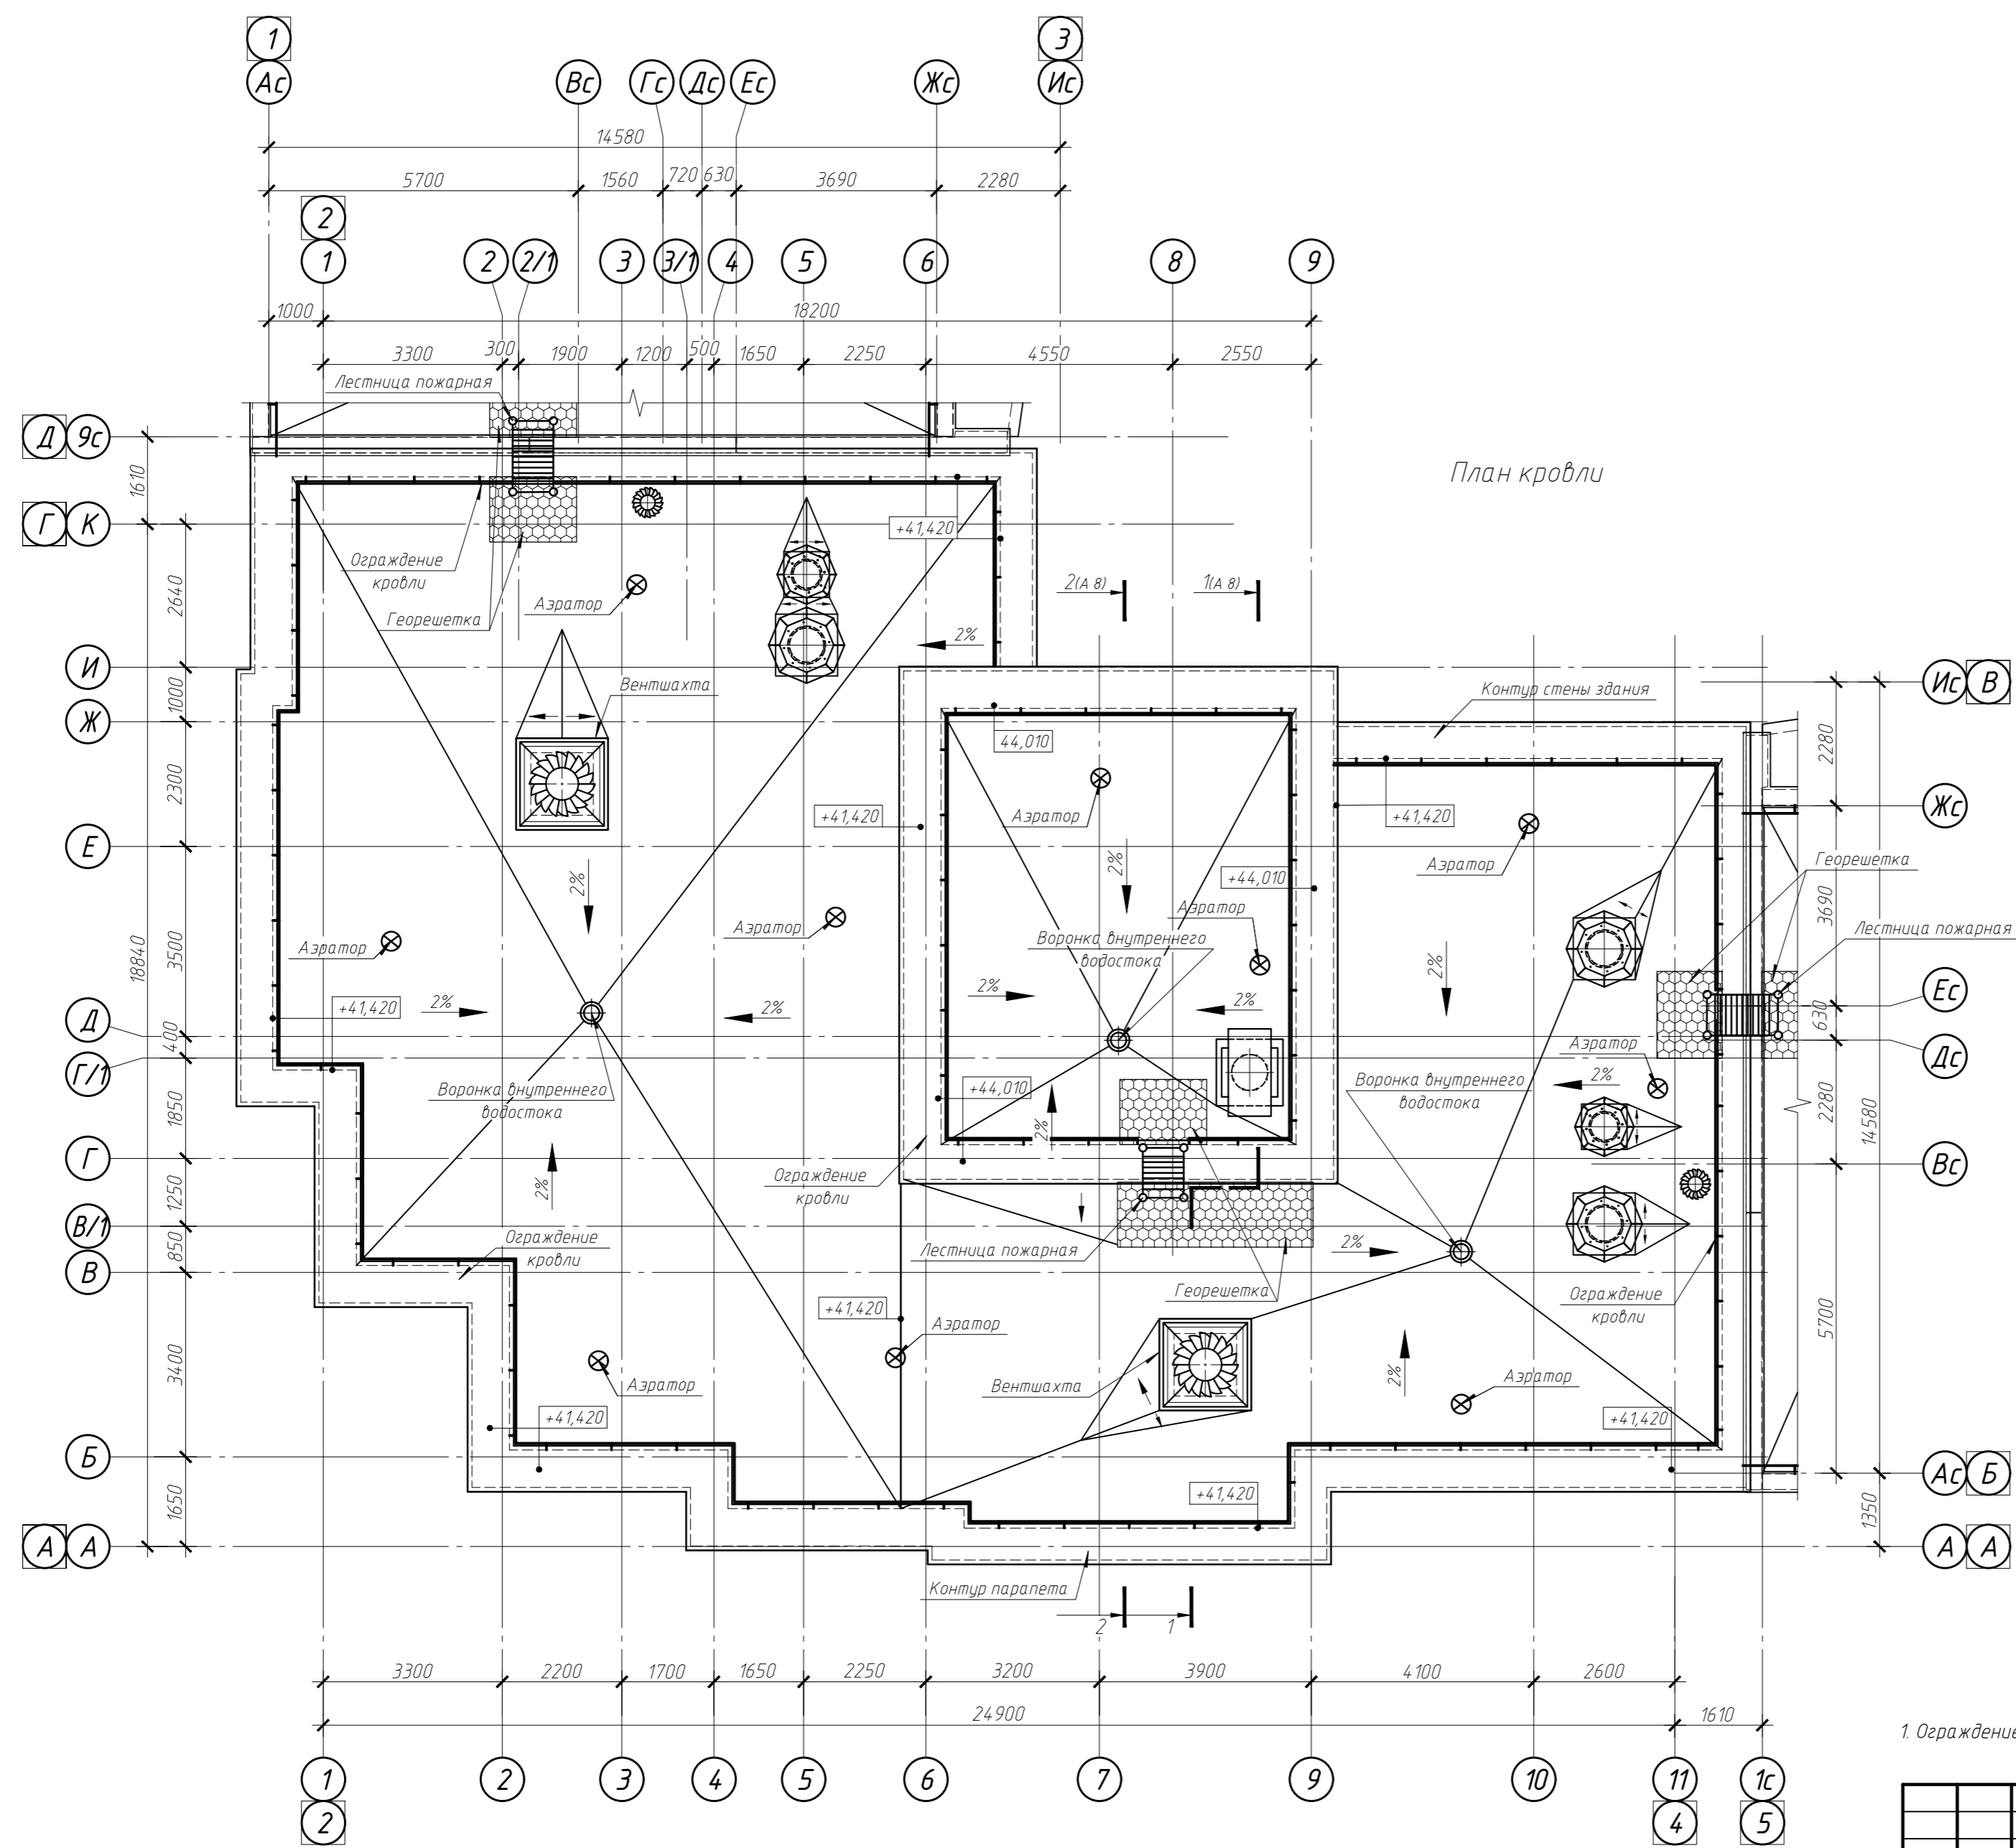 1
3
Ас
Вс
Гс
Дс
Ес
Жс
Ис
14580
5700
1560
720
630
3690
2280
2
1
2
2/1
3
3/1
4
5
6
8
9
1000
18200
3300
300
1900
1200
500
1650
2250
4550
2550
Лестница пожарная
Д
9с
1610
План кровли
Г
К
+41,420
Ограждение
кровли
Аэратор
Георешетка
2(А 8)
1(А 8)
2640
2%
И
Вентшахта
Контур стены здания
Ис
В
1000
Ж
44,010
2280
2300
+41,420
Аэратор
+41,420
Жс
Е
2%
2%
Аэратор
Георешетка
+44,010
3690
Аэратор
Аэратор
Аэратор
Воронка внутреннего
водостока
Лестница пожарная
3500
18840
2%
2%
2%
Ес
+41,420
2%
2%
630
Д
400
Аэратор
Дс
Г/1
2%
Воронка внутреннего
водостока
+44,010
Воронка внутреннего
водостока
2280
14580
1850
2%
Г
Вс
2%
Ограждение
кровли
1250
В/1
Ограждение
кровли
Лестница пожарная
2%
850
В
Георешетка
Ограждение
кровли
+41,420
Аэратор
5700
3400
2%
Аэратор
Вентшахта
Аэратор
+41,420
+41,420
Б
Ас
Б
1650
+41,420
1350
А
А
А
А
Контур парапета
2
1
3300
2200
1700
1650
2250
3200
3900
4100
2600
24900
1610
1. Ограждение
1
2
3
4
5
6
7
9
10
11
1с
2
4
5